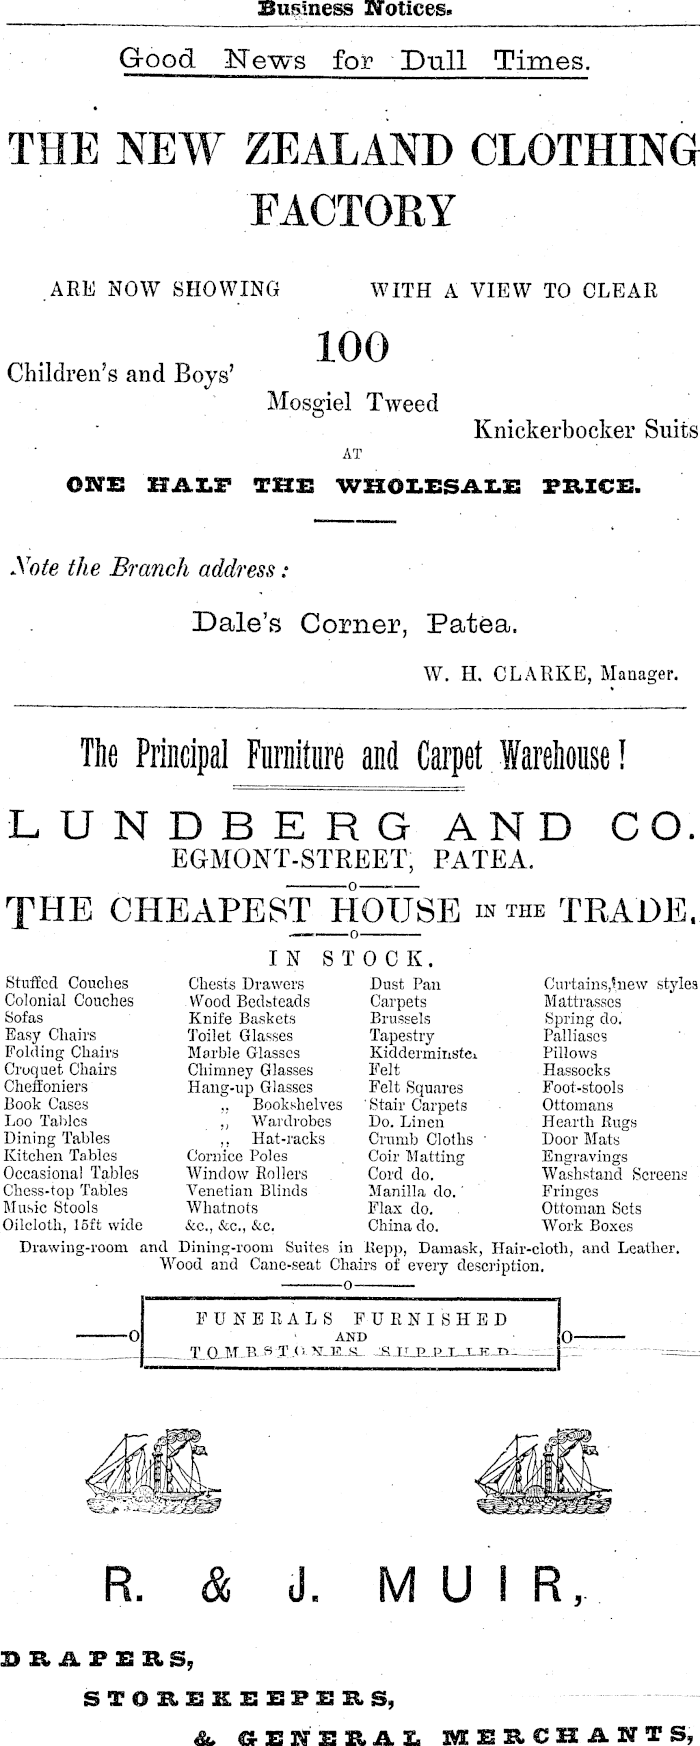 Business Notices.
Good News for Dull Times.
THE NEW ZEALAND CLOTHING
FACTORY
ARE NOW SHOWING WITH A VIEW TO CLEAR
100
Children's and Boys'
Mosgiel Tweed
Knickerbocker Suits
AT
ONE HALF THE WHOLESALE PRICE.
Note the Branch address:
Dale's Corner, Patea.
W. H. CLARKE, Manager.
The Principal Furniture and Carpet Warehouse!
LUNDBERG AND CO.
EGMONT-STREET, PATEA.
THE CHEAPEST HOUSE IN THE TRADE.
IN STOCK.
Stuffed Couches
Colonial Couches
Sofas
Easy Chairs
Folding Chairs
Croquet Chairs
Cheffoniers
Book Cases
Loo Tables
Dining Tables
Kitchen Tables
Occasional Tables
Chess-top Tables
Music Stools
Oilcloth, 15ft wide
Chests Drawers
Wood Bedsteads
Knife Baskets
Toilet Glasses
Marble Glasses
Chimney Glasses
Hang-up Glasses
,, Bookshelves
,, Wardrobes
,, Hat-racks
Cornice Poles
Window Rollers
Venetian Blinds
Whatnots
&c., &c., &c.
Dust Pan
Carpets
Brussels
Tapestry
Kidderminster
Felt
Felt Squares
Stair Carpets
Do. Linen
Crumb Cloths
Coir Matting
Cord do.
Manilla do.
Flax do.
China do.
Curtains, new styles
Mattrasses
Spring do.
Palliases
Pillows
Hassocks
Foot-stools
Ottomans
Hearth Rugs
Door Mats
Engravings
Washstand Screens
Fringes
Ottoman Sets
Work Boxes
Drawing-room and Dining-room Suites in Repp, Damask, Hair-cloth, and Leather.
Wood and Cane-seat Chairs of every description.
FUNERALS FURNISHED
AND
TOMBSTONES SUPPLIED
R. & J. MUIR,
DRAPERS,
STOREKEEPERS,
& GENERAL MERCHANTS,